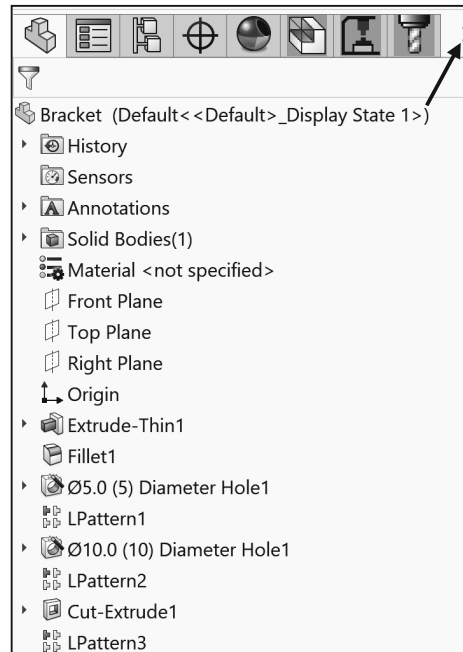 Bracket (Default<<Default>_Display State 1>)
History
Sensors
Annotations
Solid Bodies(1)
Material <not specified>
Front Plane
Top Plane
Right Plane
Origin
Extrude-Thin1
Fillet1
Ø5.0 (5) Diameter Hole1
LPattern1
Ø10.0 (10) Diameter Hole1
LPattern2
Cut-Extrude1
LPattern3